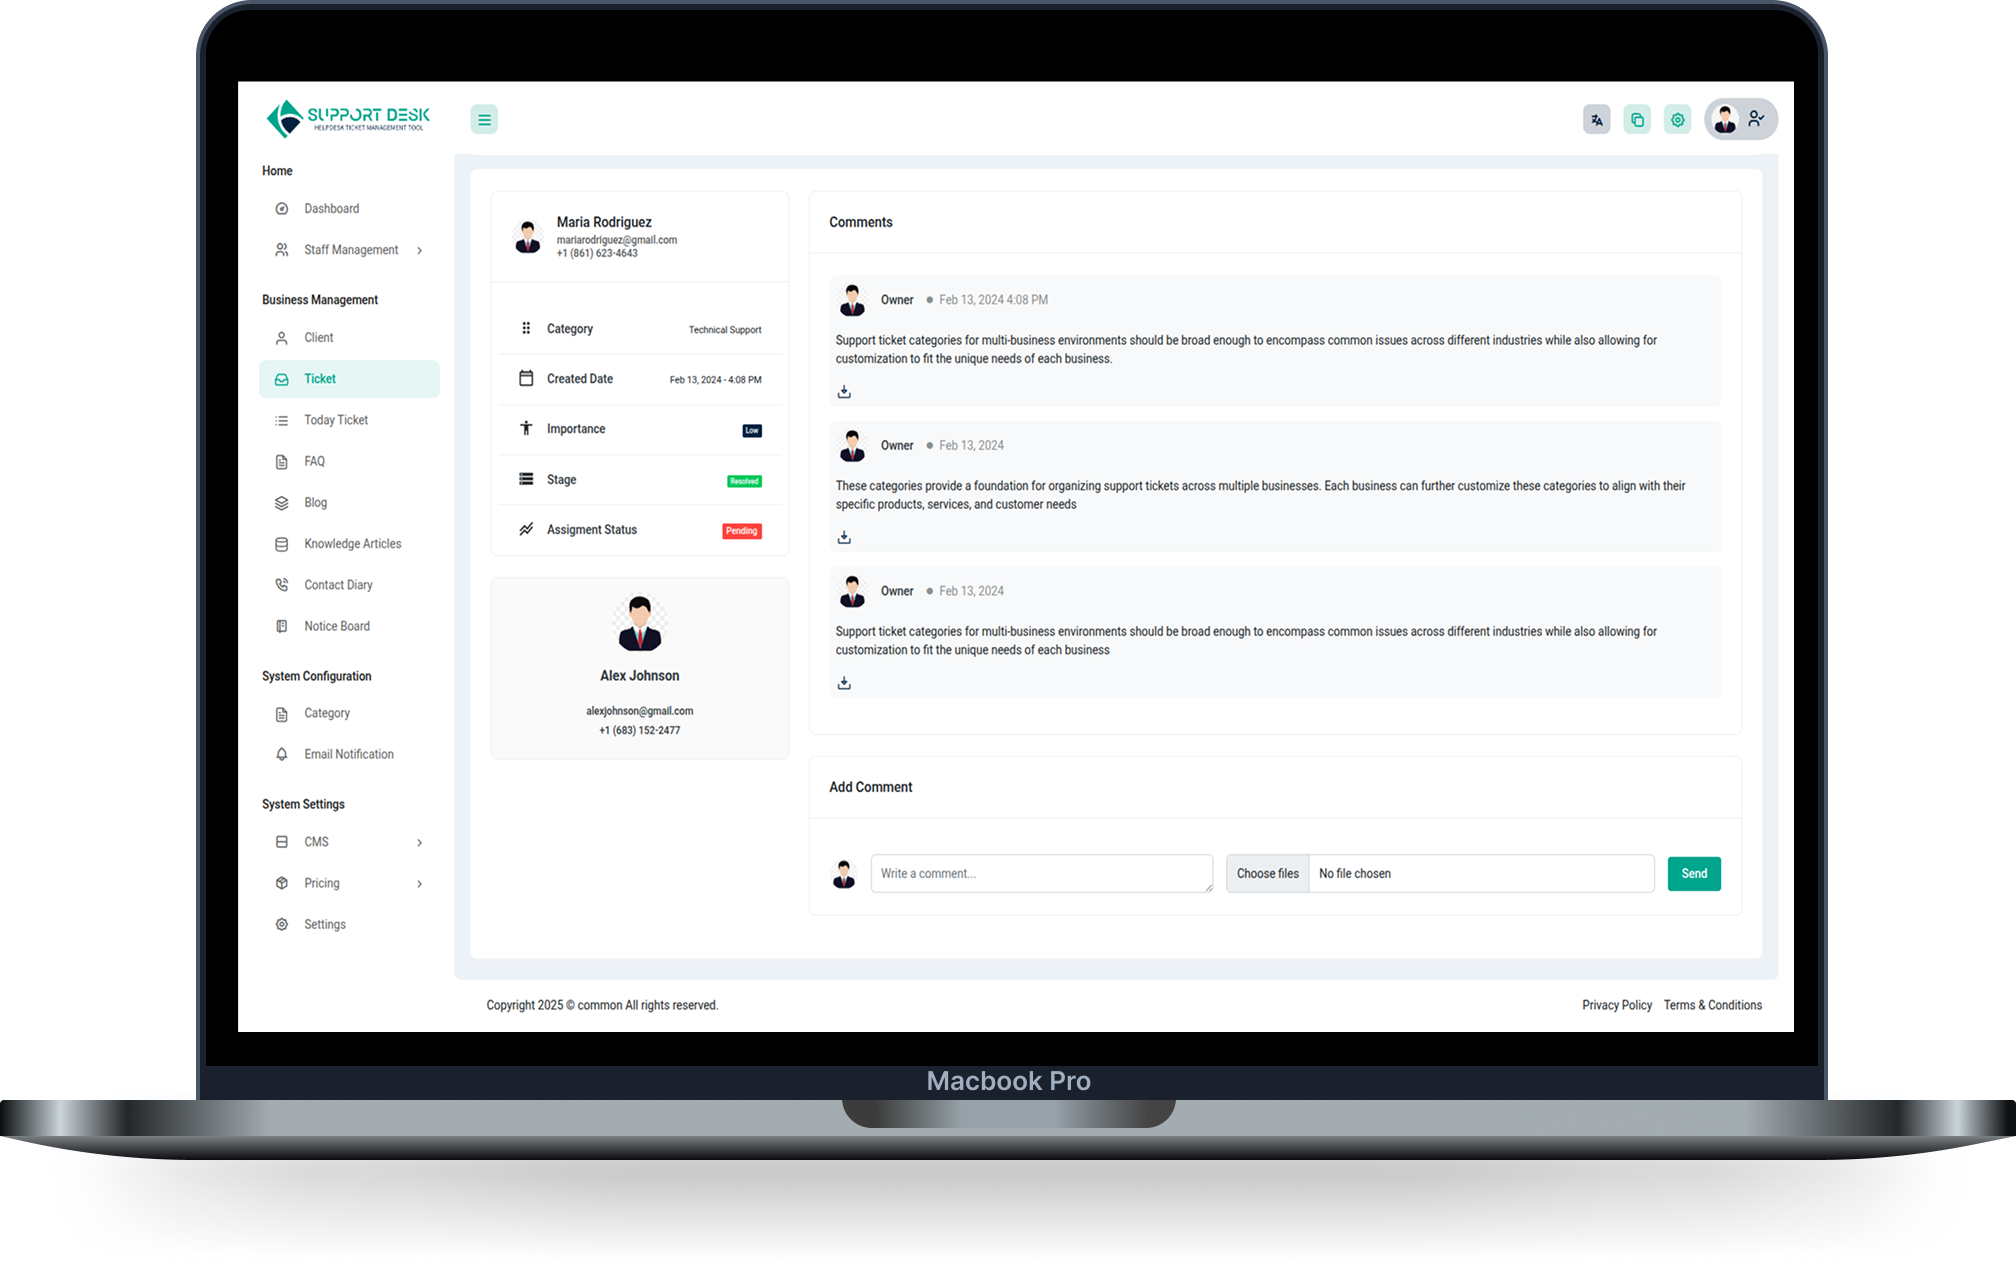 SUPPORT DESK
HELPDESK TICKET MANAGEMENT TOOL
Home
Dashboard
Staff Management
Business Management
Client
Ticket
Today Ticket
FAQ
Blog
Knowledge Articles
Contact Diary
Notice Board
System Configuration
Category
Email Notification
System Settings
CMS
Pricing
Settings
Maria Rodriguez
mariarodriguez@gmail.com
+1 (861) 623-4643
Category Technical Support
Created Date Feb 13, 2024 - 4:08 PM
Importance Low
Stage Resolved
Assigment Status Pending
Alex Johnson
alexjohnson@gmail.com
+1 (683) 152-2477
Comments
Owner Feb 13, 2024 4:08 PM
Support ticket categories for multi-business environments should be broad enough to encompass common issues across different industries while also allowing for
customization to fit the unique needs of each business.
Owner Feb 13, 2024
These categories provide a foundation for organizing support tickets across multiple businesses. Each business can further customize these categories to align with their
specific products, services, and customer needs
Owner Feb 13, 2024
Support ticket categories for multi-business environments should be broad enough to encompass common issues across different industries while also allowing for
customization to fit the unique needs of each business
Add Comment
Write a comment... Choose files No file chosen Send
Copyright 2025 © common All rights reserved. Privacy Policy Terms & Conditions
Macbook Pro